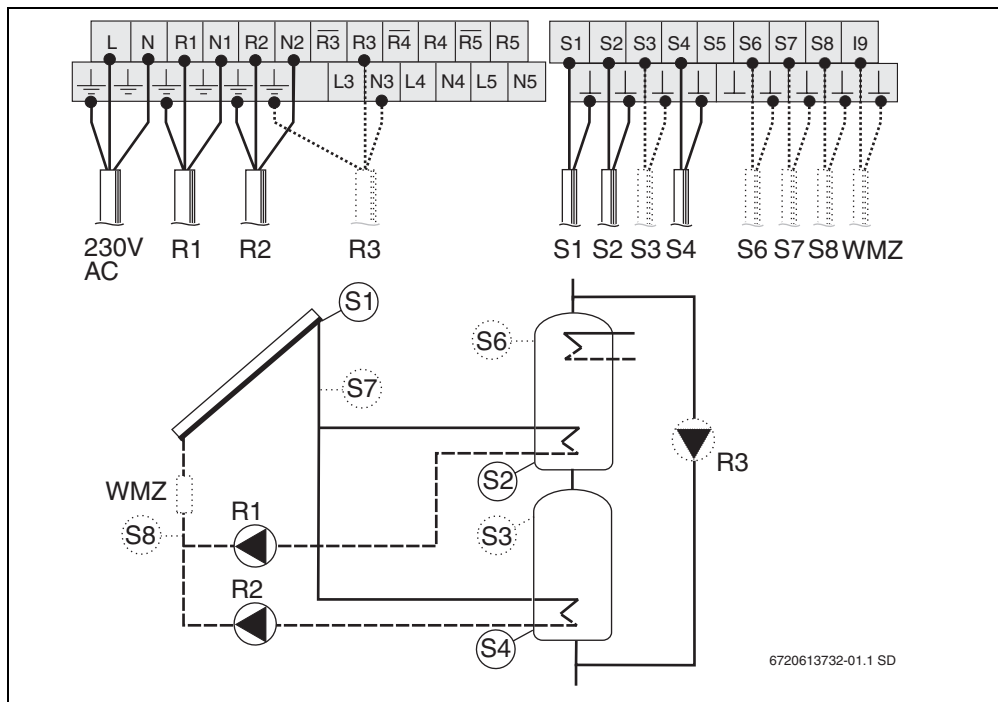 L N R1 N1 R2 N2 R̅3̅ R3 R̅4̅ R4 R̅5̅ R5
L3 N3 L4 N4 L5 N5
S1 S2 S3 S4 S5 S6 S7 S8 I9
230V R1 R2 R3
AC
S1 S2 S3 S4 S6 S7 S8 WMZ
S1
S6
S7
R3
S2
WMZ
R1
S8
S3
R2
S4
6720613732-01.1 SD